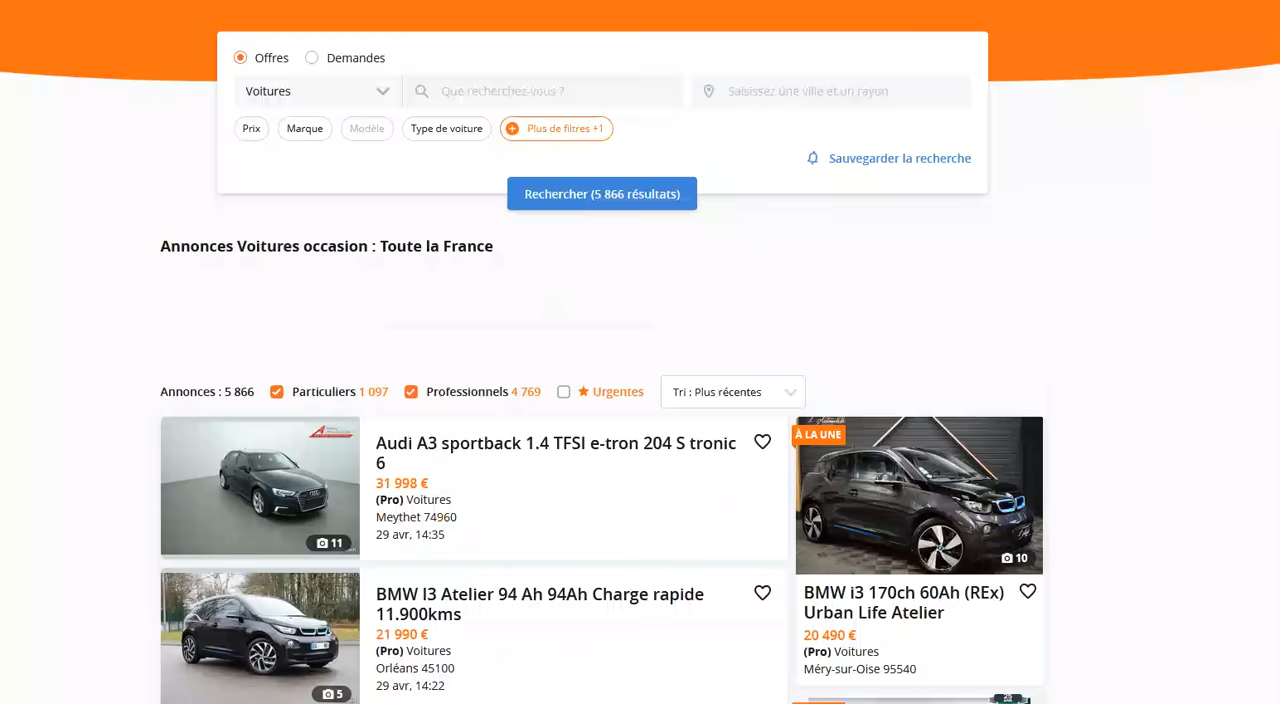 Offres Demandes
Voitures Que recherchez-vous ? Saisissez une ville et un rayon
Prix Marque Modèle Type de voiture Plus de filtres +1
Sauvegarder la recherche
Rechercher (5 866 résultats)
Annonces Voitures occasion : Toute la France
Annonces : 5 866 Particuliers 1 097 Professionnels 4 769 Urgentes Tri : Plus récentes
Audi A3 sportback 1.4 TFSI e-tron 204 S tronic
6
31 998 €
(Pro) Voitures
Meythet 74960
29 avr, 14:35
11
BMW I3 Atelier 94 Ah 94Ah Charge rapide
11.900kms
21 990 €
(Pro) Voitures
Orléans 45100
29 avr, 14:22
5
À LA UNE
10
BMW i3 170ch 60Ah (REx)
Urban Life Atelier
20 490 €
(Pro) Voitures
Méry-sur-Oise 95540